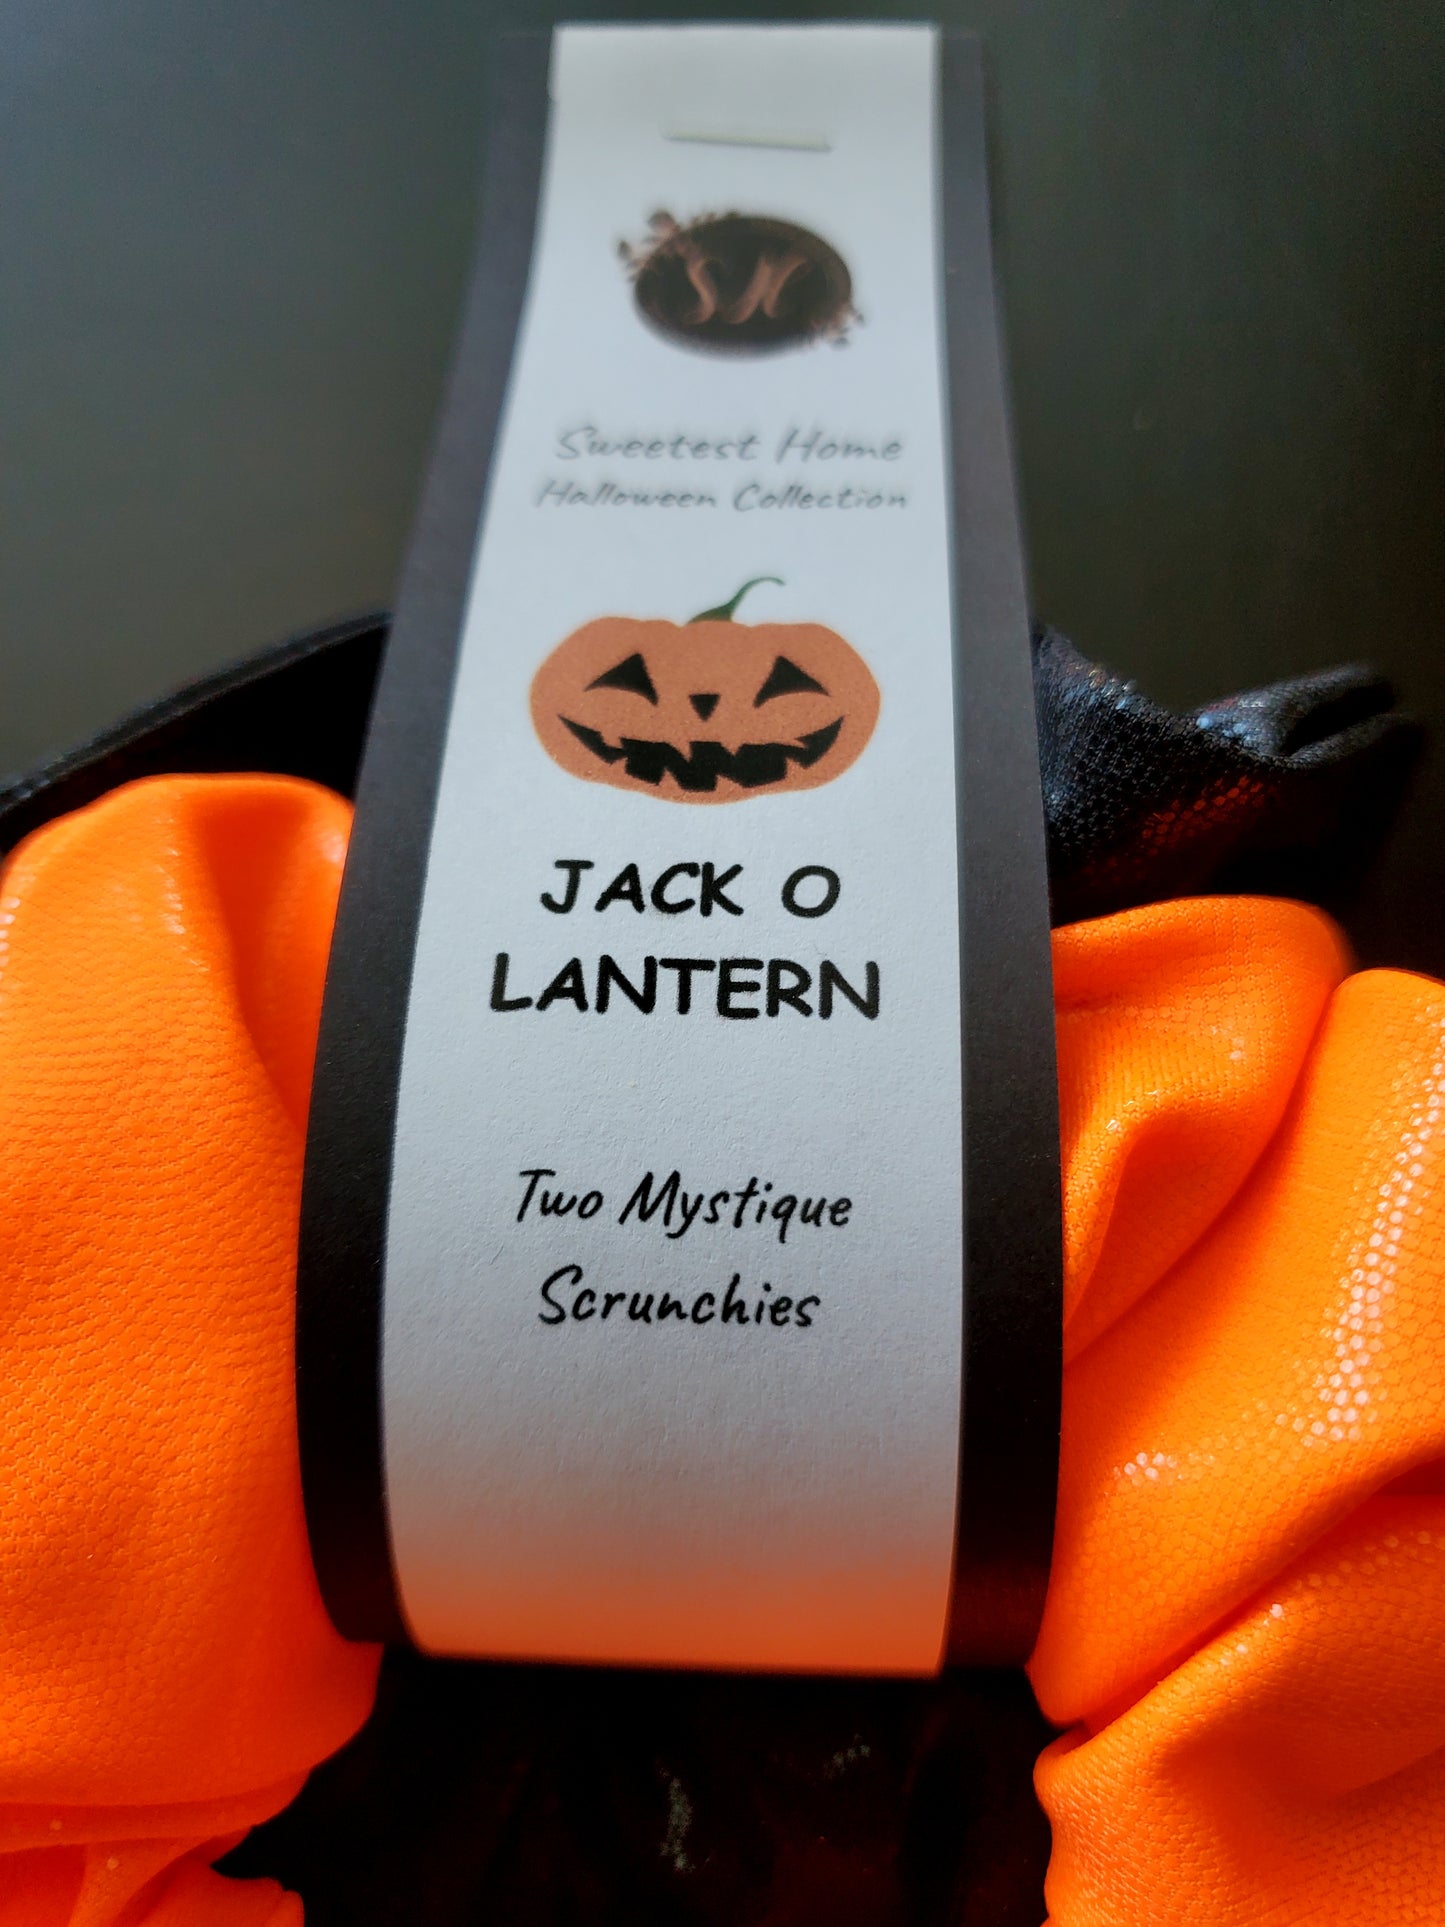 SH
Sweetest Home
Halloween Collection
JACK O
LANTERN
Two Mystique
Scrunchies